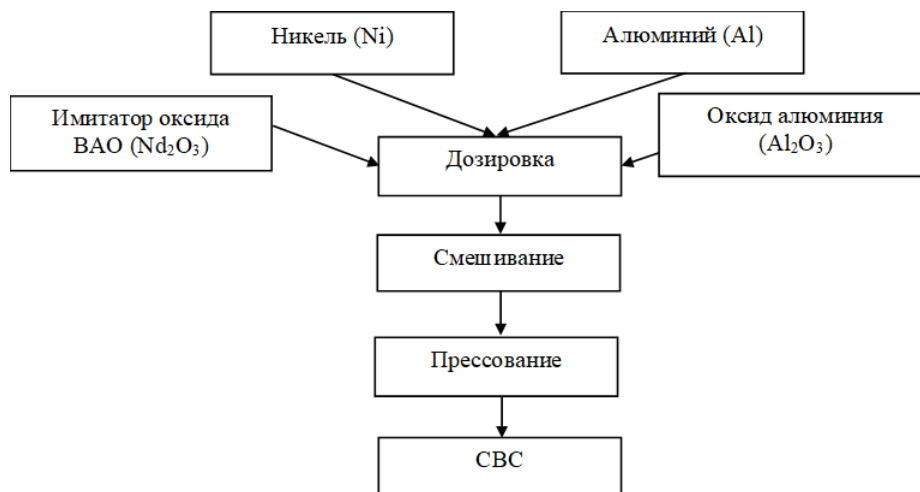 Никель (Ni)
Алюминий (Al)
Имитатор оксида
ВАО (Nd₂O₃)
Оксид алюминия
(Al₂O₃)
Дозировка
Смешивание
Прессование
СВС